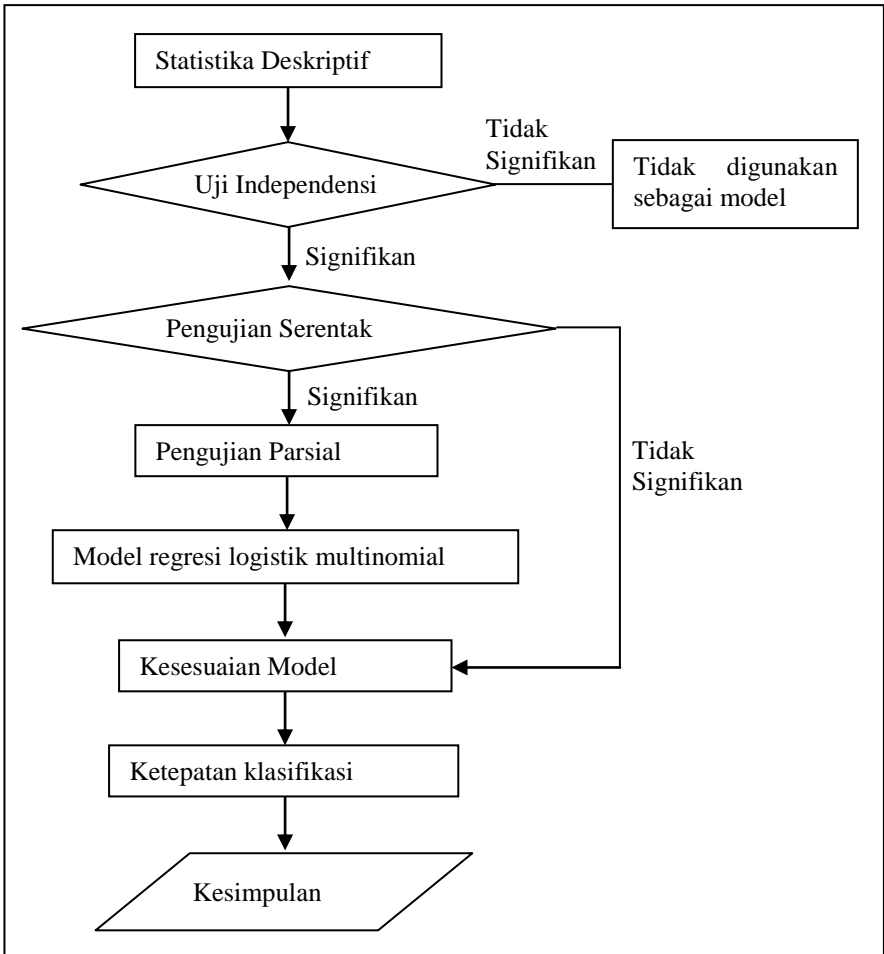 Statistika Deskriptif
Tidak
Signifikan
Uji Independensi
Tidak digunakan
sebagai model
Signifikan
Pengujian Serentak
Signifikan
Pengujian Parsial
Tidak
Signifikan
Model regresi logistik multinomial
Kesesuaian Model
Ketepatan klasifikasi
Kesimpulan